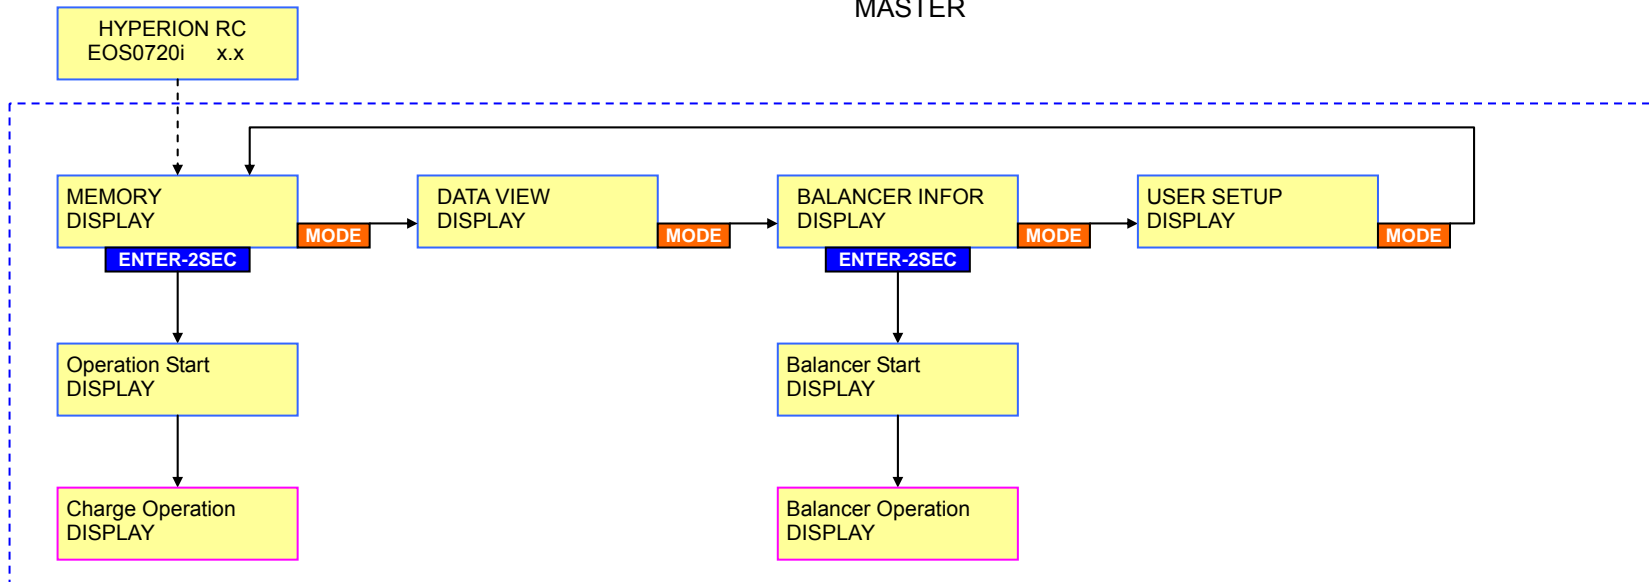 MASTER
HYPERION RC
EOS0720i x.x
MEMORY
DISPLAY
MODE
ENTER-2SEC
DATA VIEW
DISPLAY
MODE
BALANCER INFOR
DISPLAY
MODE
ENTER-2SEC
USER SETUP
DISPLAY
MODE
Operation Start
DISPLAY
Balancer Start
DISPLAY
Charge Operation
DISPLAY
Balancer Operation
DISPLAY